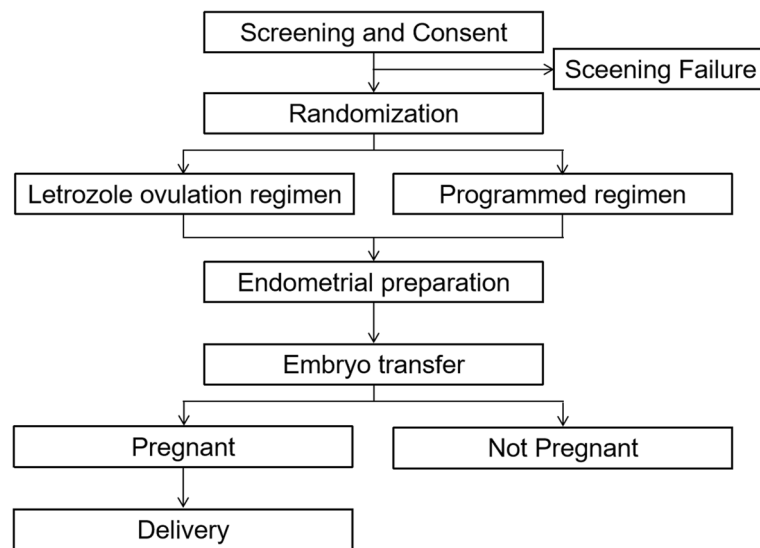 Screening and Consent
Sceening Failure
Randomization
Letrozole ovulation regimen
Programmed regimen
Endometrial preparation
Embryo transfer
Pregnant
Not Pregnant
Delivery